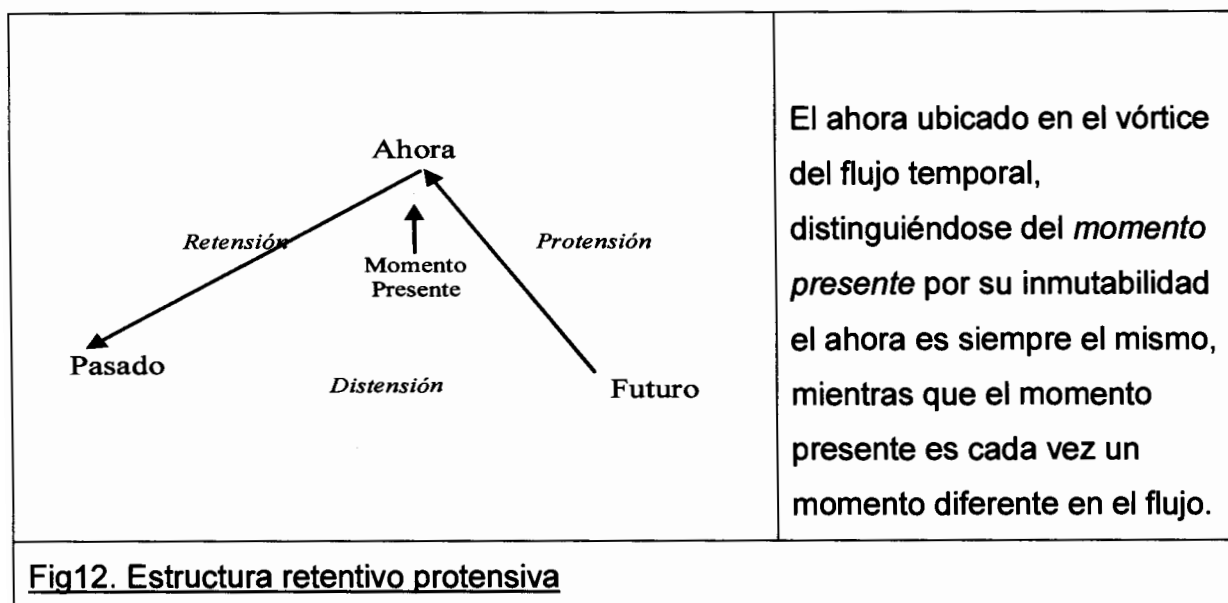 Ahora
Retensión
Protensión
Momento
Presente
Pasado
Distensión
Futuro
El ahora ubicado en el vórtice
del flujo temporal,
distinguiéndose del momento
presente por su inmutabilidad
el ahora es siempre el mismo,
mientras que el momento
presente es cada vez un
momento diferente en el flujo.
Fig12. Estructura retentivo protensiva